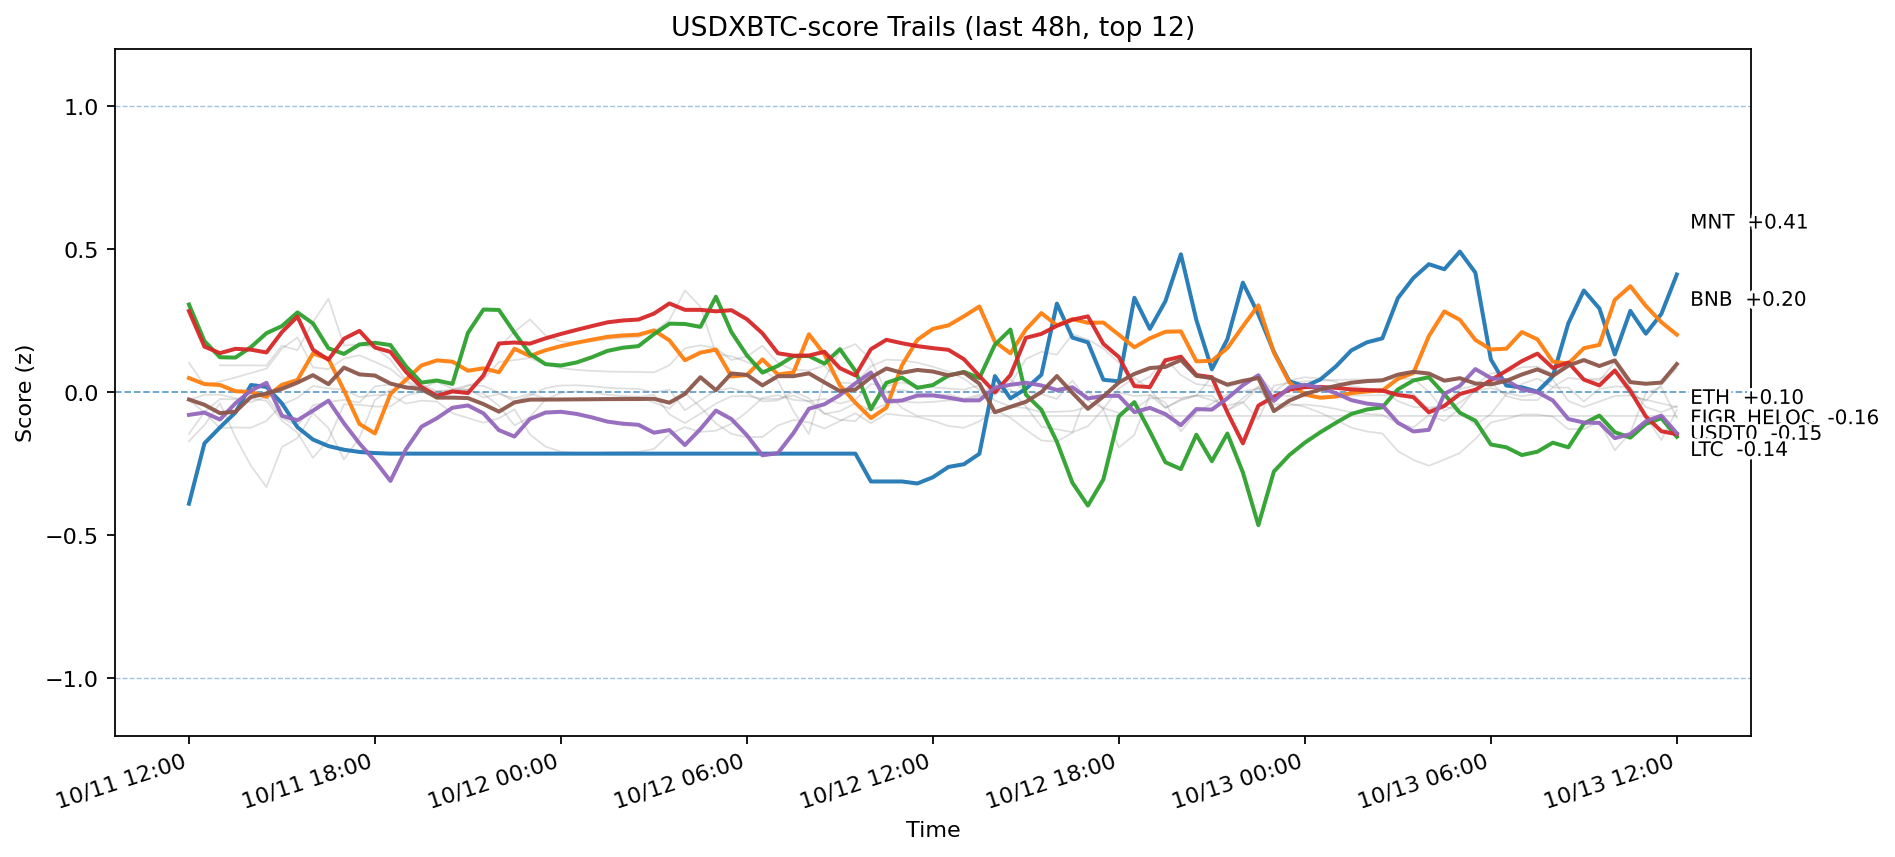 USDXBTC-score Trails (last 48h, top 12)
Score (z)
1.0
0.5
0.0
−0.5
−1.0
MNT +0.41
BNB +0.20
ETH +0.10
FIGR_HELOC -0.16
USDT0 -0.15
LTC -0.14
10/11 12:00
10/11 18:00
10/12 00:00
10/12 06:00
10/12 12:00
10/12 18:00
10/13 00:00
10/13 06:00
10/13 12:00
Time